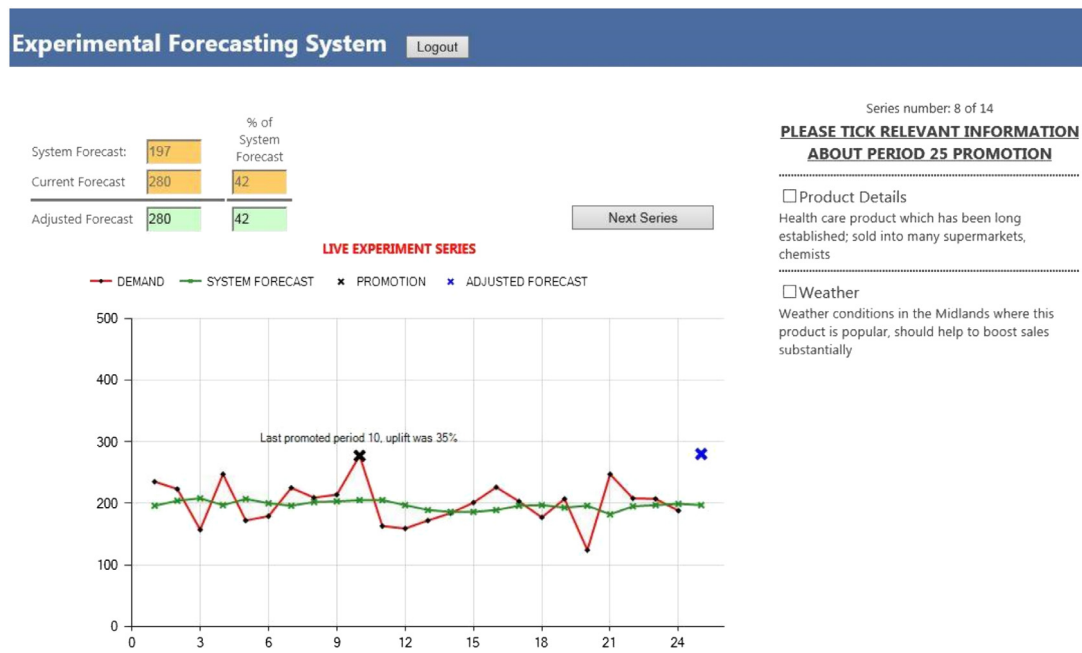 Experimental Forecasting System
Logout
% of
System
Forecast
System Forecast: 197
Current Forecast 280 42
Adjusted Forecast 280 42
Next Series
LIVE EXPERIMENT SERIES
DEMAND SYSTEM FORECAST PROMOTION ADJUSTED FORECAST
500
400
300
200
100
0
Last promoted period 10, uplift was 35%
0 3 6 9 12 15 18 21 24
Series number: 8 of 14
PLEASE TICK RELEVANT INFORMATION
ABOUT PERIOD 25 PROMOTION
Product Details
Health care product which has been long
established; sold into many supermarkets,
chemists
Weather
Weather conditions in the Midlands where this
product is popular, should help to boost sales
substantially